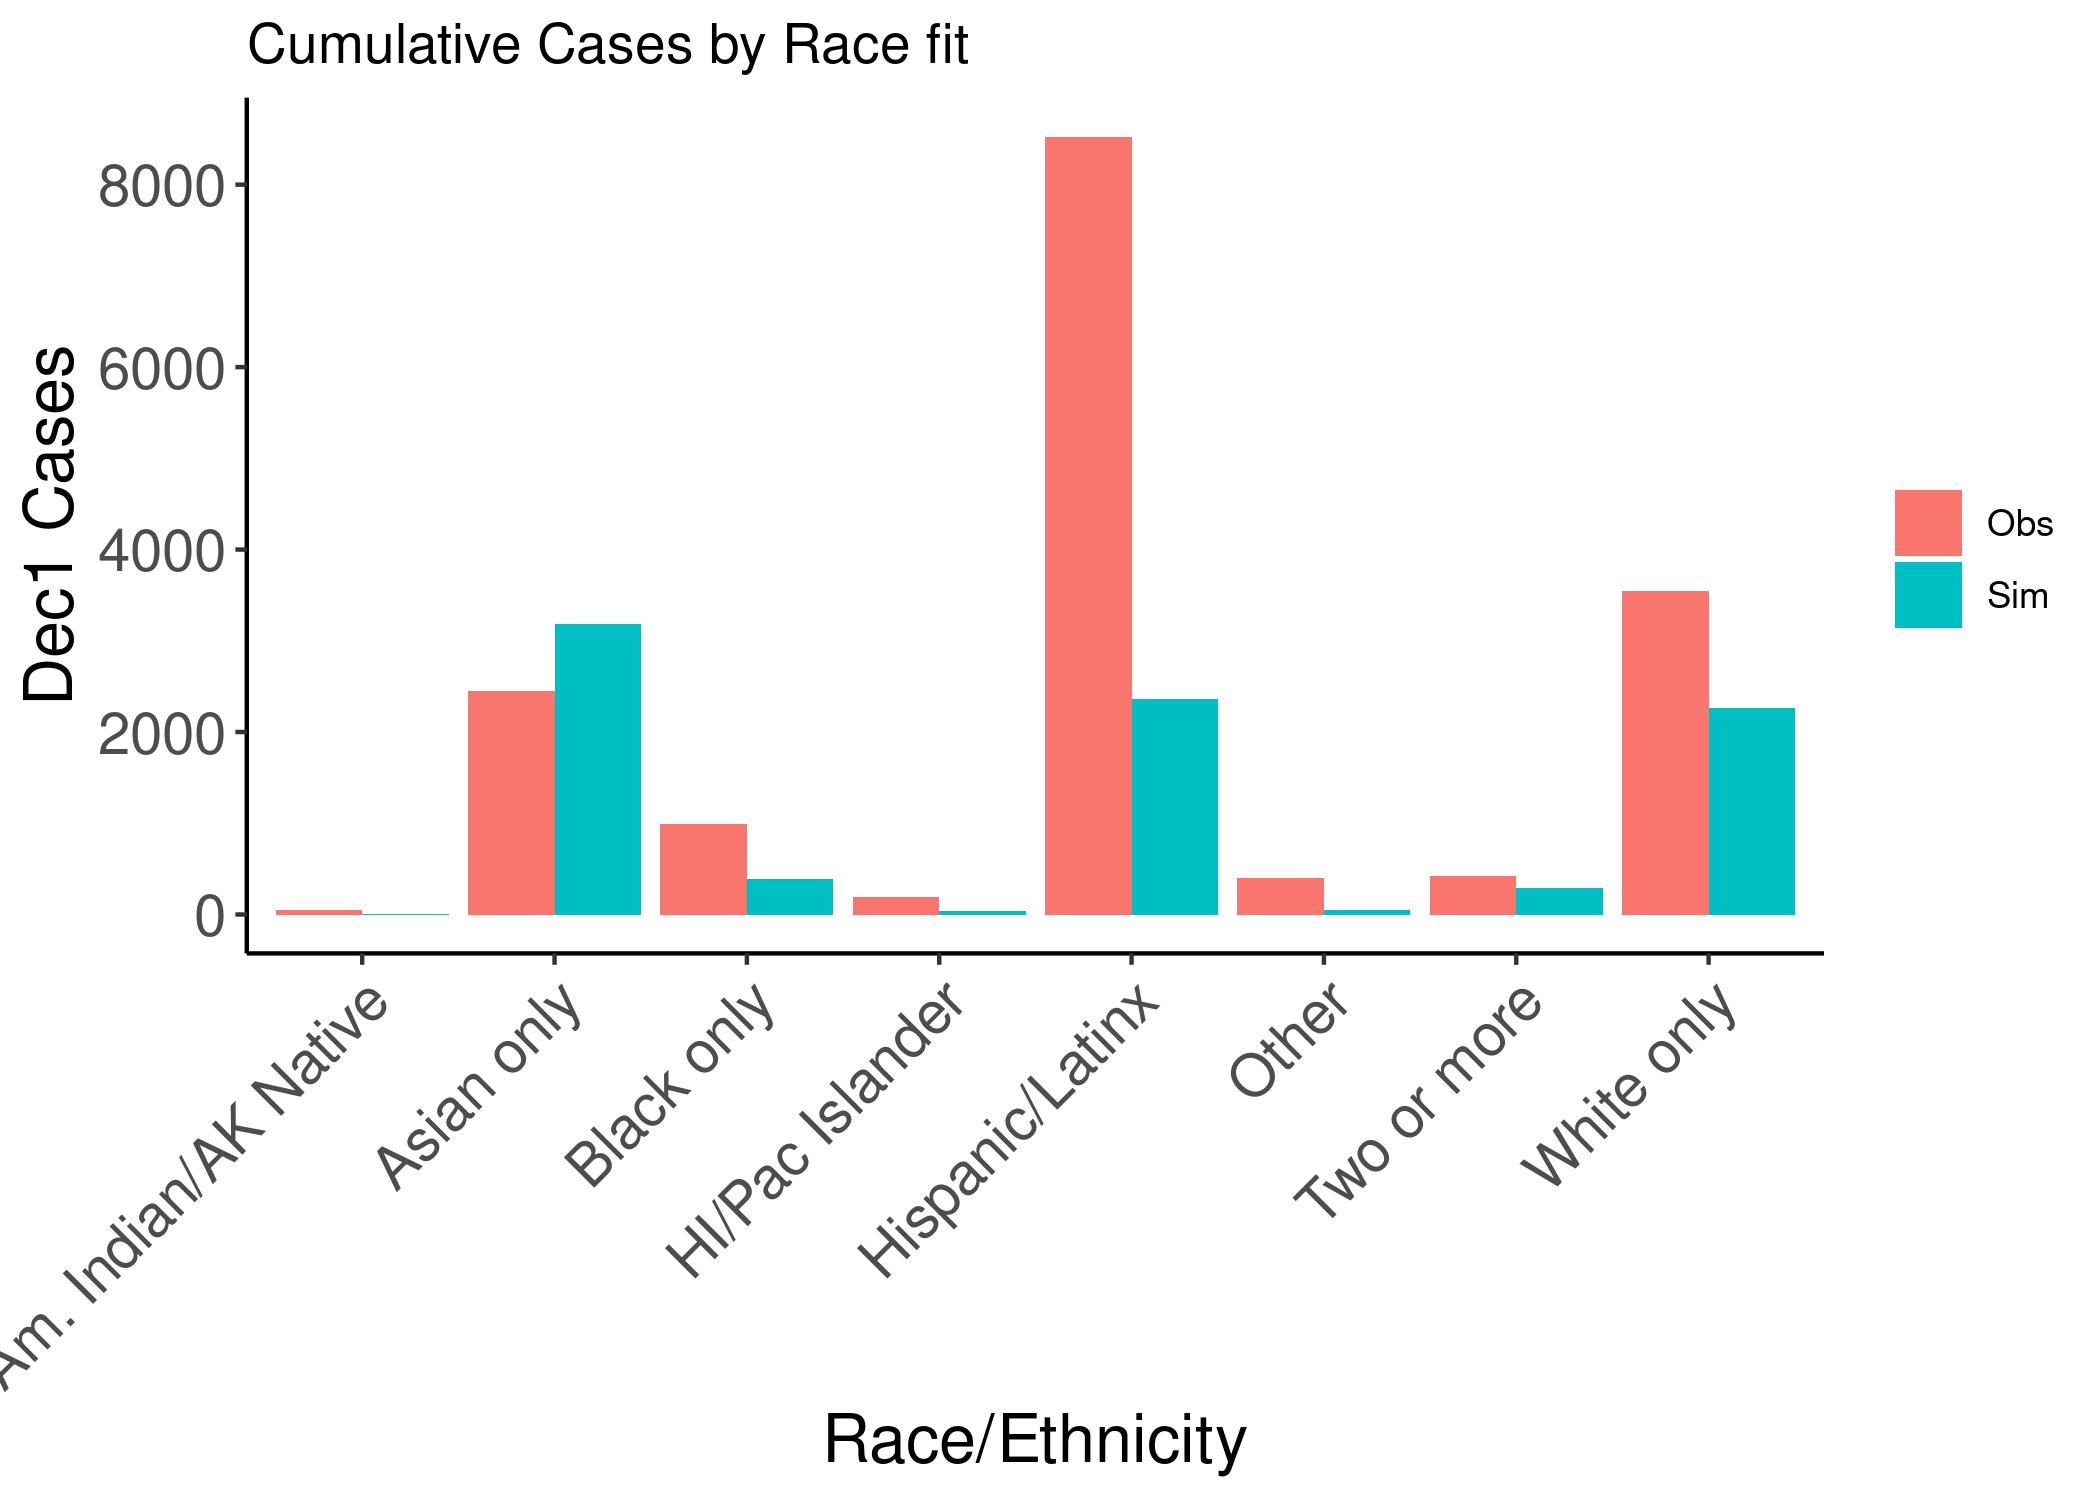 Cumulative Cases by Race fit
Dec1 Cases
8000
6000
4000
2000
0
Am. Indian/AK Native
Asian only
Black only
HI/Pac Islander
Hispanic/Latinx
Other
Two or more
White only
Race/Ethnicity
Obs
Sim